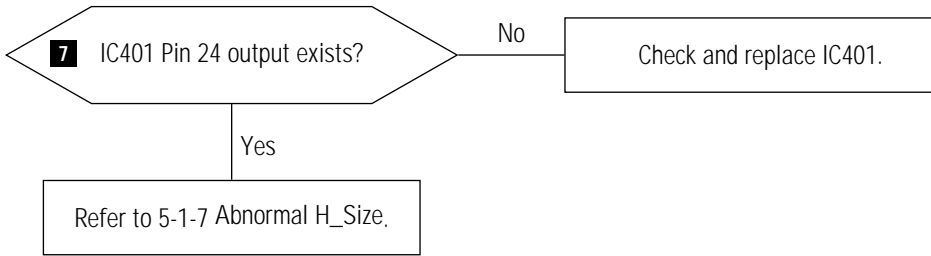 7 IC401 Pin 24 output exists?
No
Check and replace IC401.
Yes
Refer to 5-1-7 Abnormal H_Size.